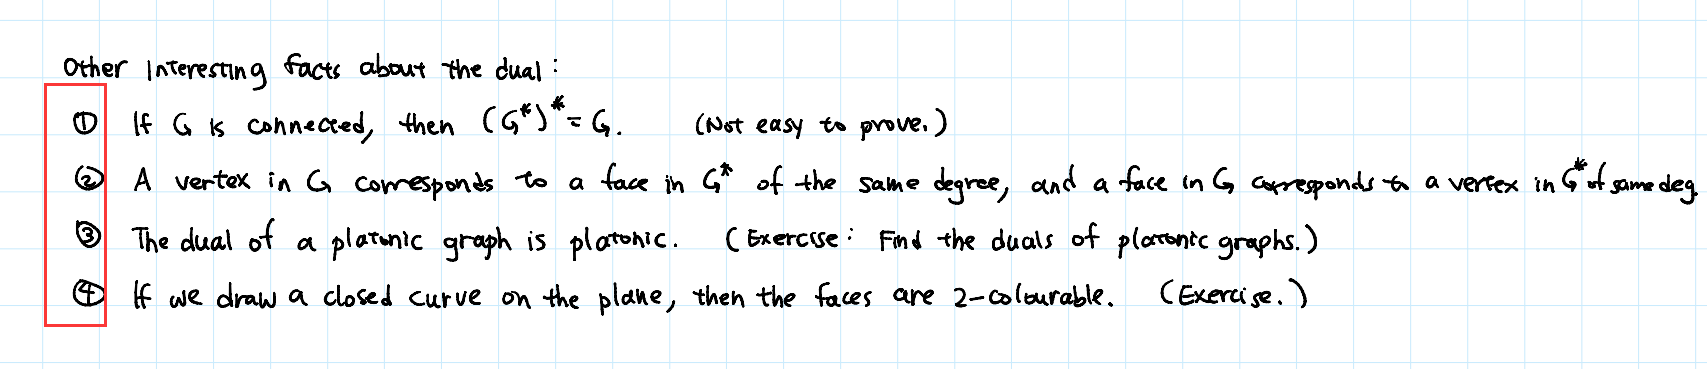 Other interesting facts about the dual:
① If G is connected, then (G*)* = G. (Not easy to prove.)
② A vertex in G corresponds to a face in G* of the same degree, and a face in G corresponds to a vertex in G* of same deg.
③ The dual of a platonic graph is platonic. (Exercise: Find the duals of platonic graphs.)
④ If we draw a closed curve on the plane, then the faces are 2-colourable. (Exercise.)